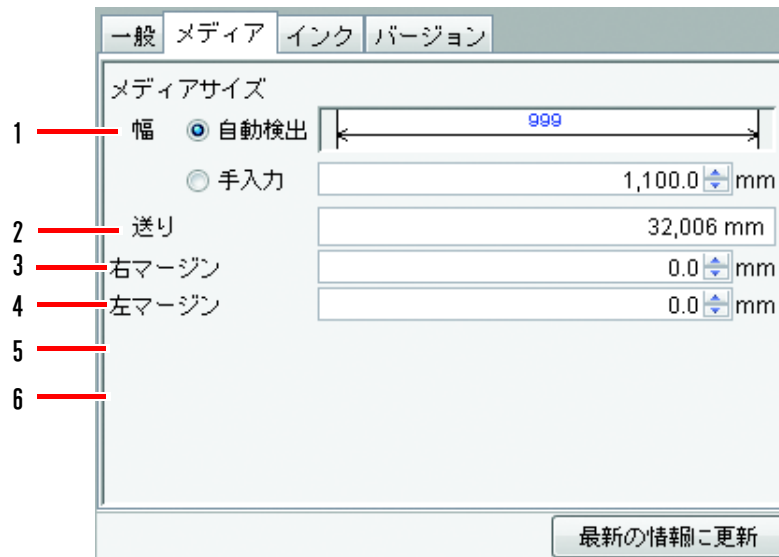 一般 メディア インク バージョン
メディアサイズ
1 幅 自動検出 999
手入力 1,100.0 mm
2 送り 32,006 mm
3 右マージン 0.0 mm
4 左マージン 0.0 mm
5
6
最新の情報に更新